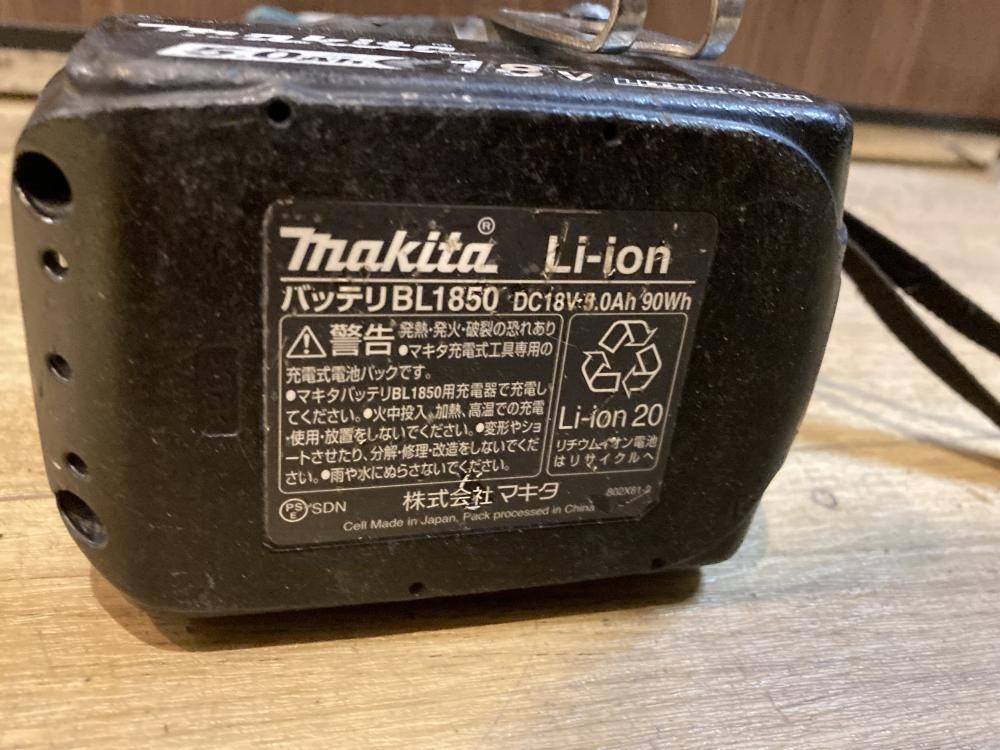 makita
5.0Ah
18V
LITHIUM-ION
makita® Li-ion
バッテリBL1850 DC18V 5.0Ah 90Wh
警告 発熱・発火・破裂の恐れあり
●マキタ充電式工具専用の
充電式電池パックです。
●マキタバッテリBL1850用充電器で充電し
てください。●火中投入、加熱、高温での充電
・使用・放置をしないでください。●変形やショ
ートさせたり、分解・修理・改造をしないでくだ
さい。●雨や水にぬらさないでください。
Li-ion 20
リチウムイオン電池
はリサイクルへ
PS
E
SDN
株式会社 マキタ
802X61-2
Cell Made in Japan, Pack processed in China